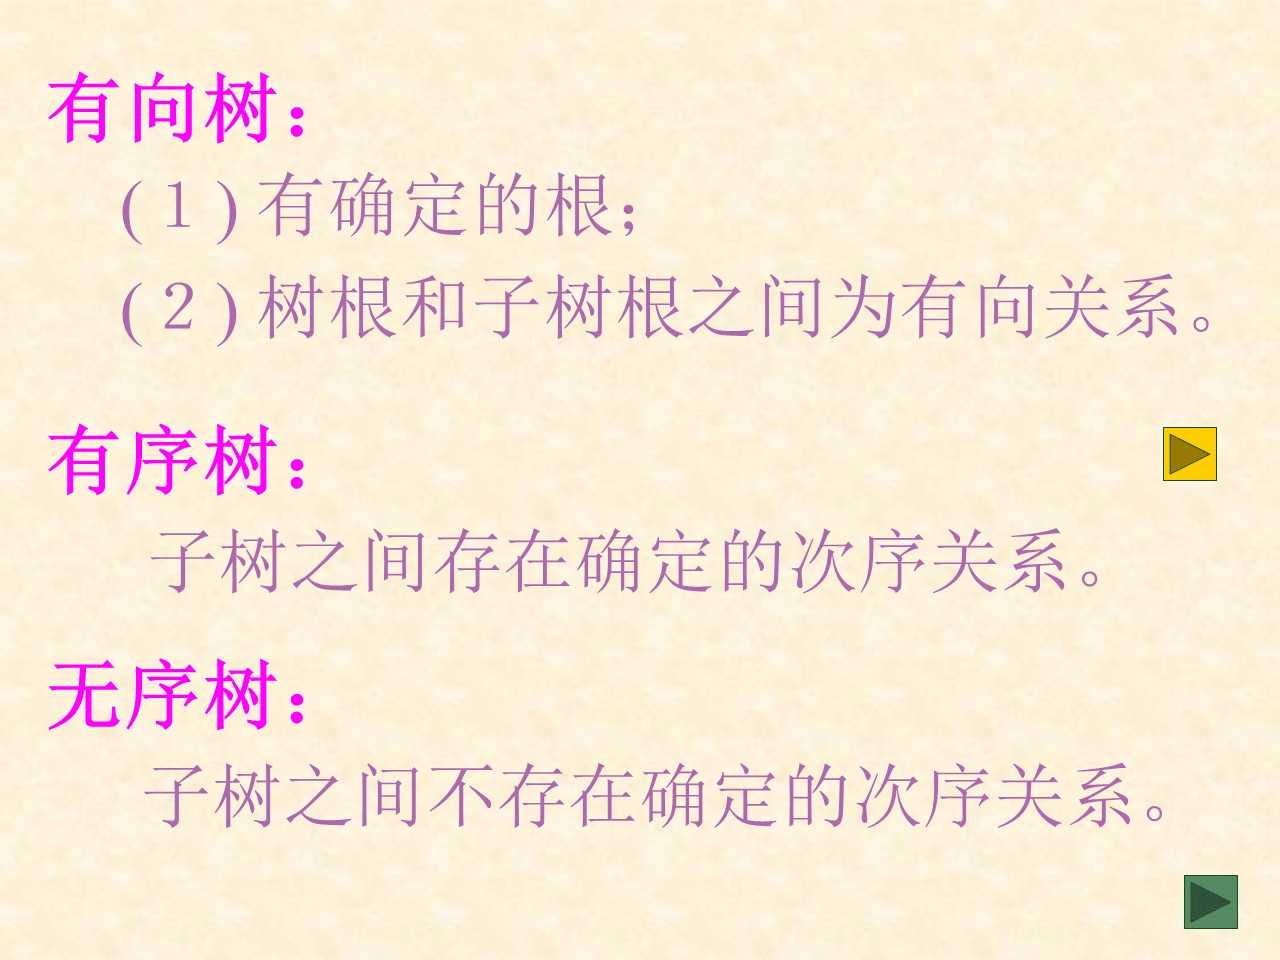 有向树：
(１)有确定的根；
(２)树根和子树根之间为有向关系。
有序树：
子树之间存在确定的次序关系。
无序树：
子树之间不存在确定的次序关系。